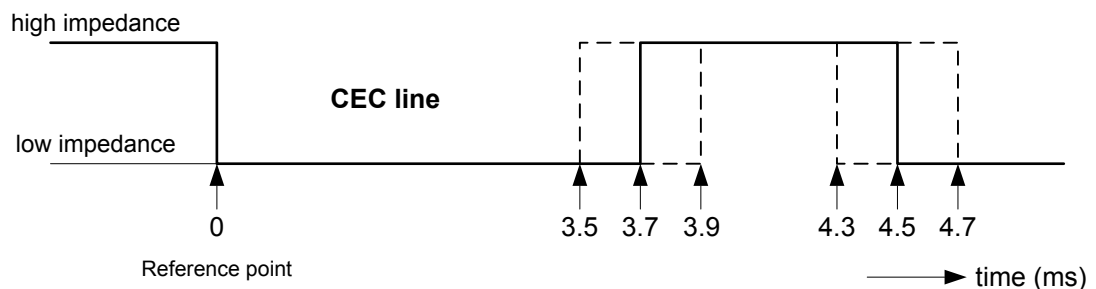 high impedance
CEC line
low impedance
0
3.5
3.7
3.9
4.3
4.5
4.7
Reference point
time (ms)